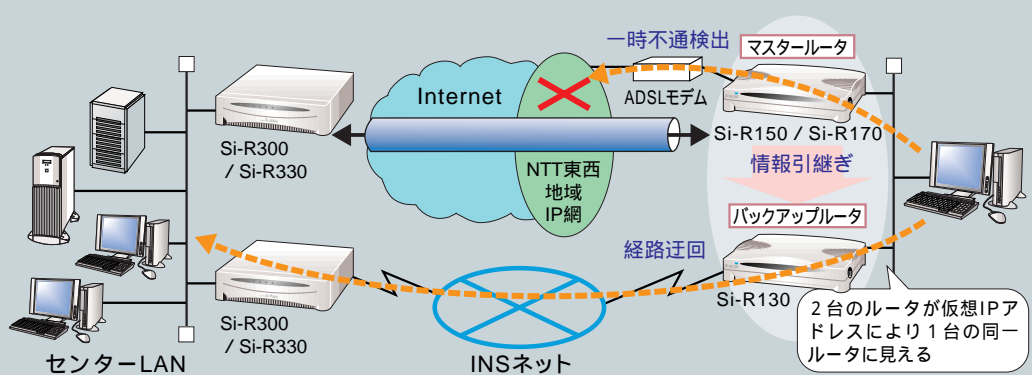 一時不通検出
マスタールータ
Internet
ADSLモデム
Si-R300
/ Si-R330
Si-R150 / Si-R170
NTT東西
地域
IP網
情報引継ぎ
バックアップルータ
経路迂回
Si-R130
Si-R300
/ Si-R330
2台のルータが仮想IPア
ドレスにより1台の同一
ルータに見える
センターLAN
INSネット